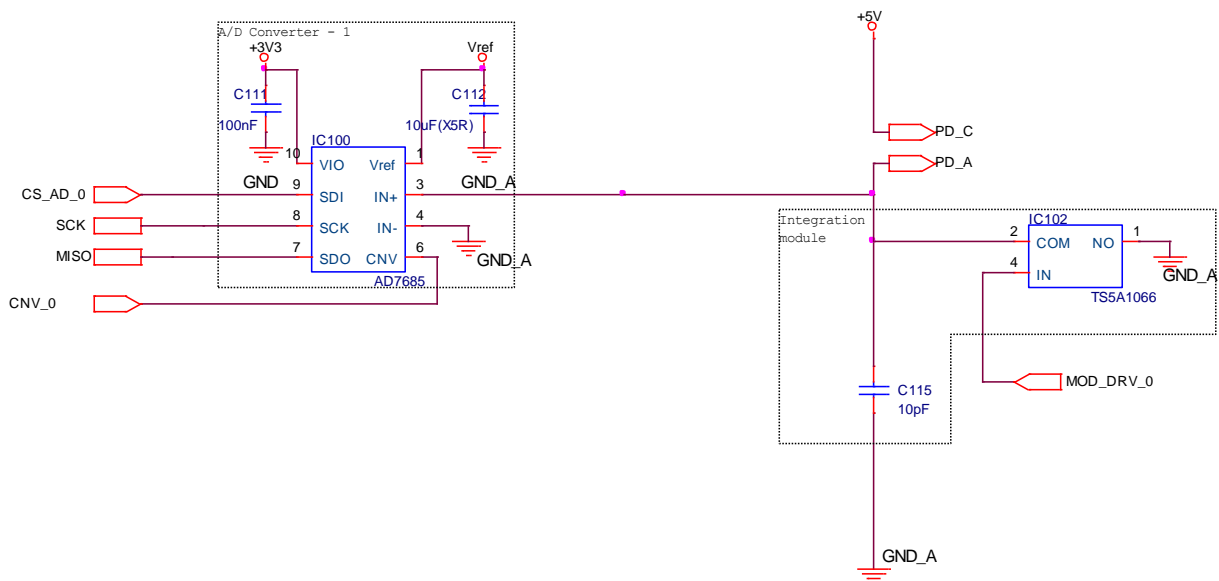 +5V
A/D Converter - 1
+3V3
Vref
C111
100nF
C112
10uF(X5R)
IC100
10
VIO
Vref
1
GND
GND_A
PD_C
PD_A
CS_AD_0
9
SDI
IN+
3
SCK
8
SCK
IN-
4
GND_A
MISO
7
SDO
CNV
6
AD7685
CNV_0
Integration
module
IC102
2
COM
NO
1
GND_A
4
IN
TS5A1066
MOD_DRV_0
C115
10pF
GND_A